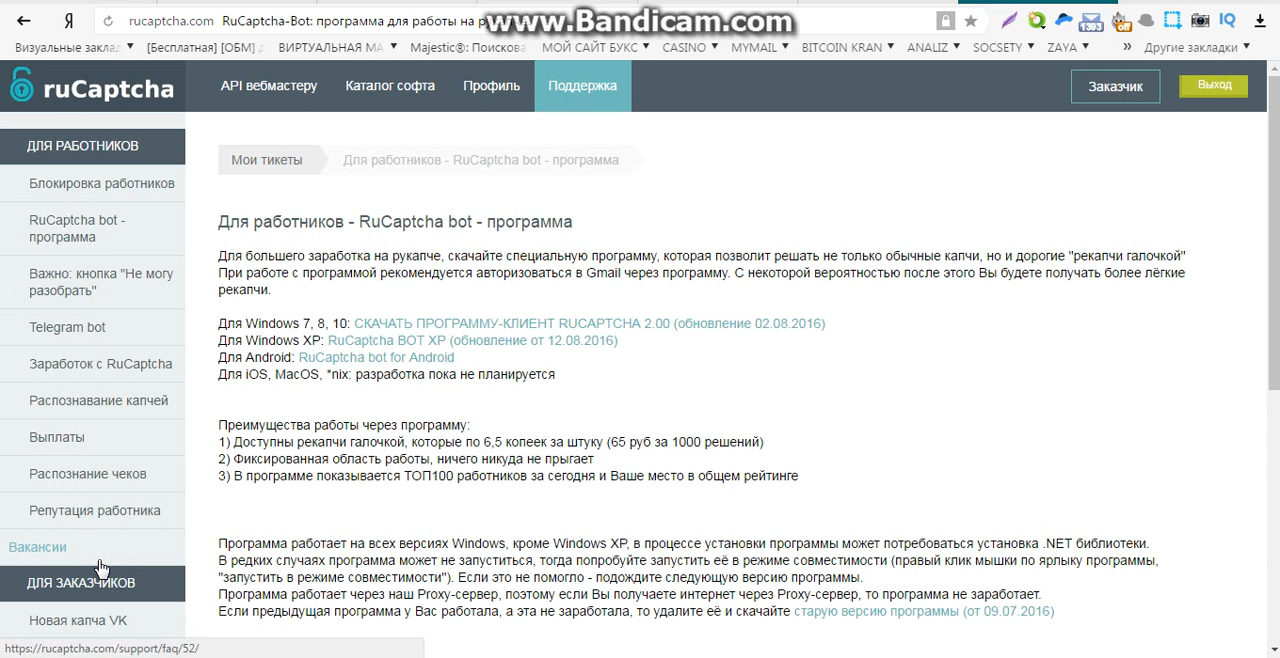 Я
rucaptcha.com RuCaptcha-Bot: программа для работы на
www.Bandicam.com
1393
off
IQ
Визуальные заклад
[Бесплатная] [ОБМ]
ВИРТУАЛЬНАЯ МА
Majestic®: Поискова
МОЙ САЙТ БУКС
CASINO
MYMAIL
BITCOIN KRAN
ANALIZ
SOCSETY
ZAYA
»
Другие закладки
ruCaptcha
API вебмастеру
Каталог софта
Профиль
Поддержка
Заказчик
Выход
ДЛЯ РАБОТНИКОВ
Блокировка работников
RuCaptcha bot -
программа
Важно: кнопка "Не могу
разобрать"
Telegram bot
Заработок с RuCaptcha
Распознавание капчей
Выплаты
Распознание чеков
Репутация работника
Вакансии
ДЛЯ ЗАКАЗЧИКОВ
Новая капча VK
https://rucaptcha.com/support/faq/52/
Мои тикеты
Для работников - RuCaptcha bot - программа
Для работников - RuCaptcha bot - программа
Для большего заработка на рукапче, скачайте специальную программу, которая позволит решать не только обычные капчи, но и дорогие "рекапчи галочкой"
При работе с программой рекомендуется авторизоваться в Gmail через программу. С некоторой вероятностью после этого Вы будете получать более лёгкие
рекапчи.
Для Windows 7, 8, 10: СКАЧАТЬ ПРОГРАММУ-КЛИЕНТ RUCAPTCHA 2.00 (обновление 02.08.2016)
Для Windows XP: RuCaptcha BOT XP (обновление от 12.08.2016)
Для Android: RuCaptcha bot for Android
Для iOS, MacOS, *nix: разработка пока не планируется
Преимущества работы через программу:
1) Доступны рекапчи галочкой, которые по 6,5 копеек за штуку (65 руб за 1000 решений)
2) Фиксированная область работы, ничего никуда не прыгает
3) В программе показывается ТОП100 работников за сегодня и Ваше место в общем рейтинге
Программа работает на всех версиях Windows, кроме Windows XP, в процессе установки программы может потребоваться установка .NET библиотеки.
В редких случаях программа может не запуститься, тогда попробуйте запустить её в режиме совместимости (правый клик мышки по ярлыку программы,
"запустить в режиме совместимости"). Если это не помогло - подождите следующую версию программы.
Программа работает через наш Proxy-сервер, поэтому если Вы получаете интернет через Proxy-сервер, то программа не заработает.
Если предыдущая программа у Вас работала, а эта не заработала, то удалите её и скачайте старую версию программы (от 09.07.2016)